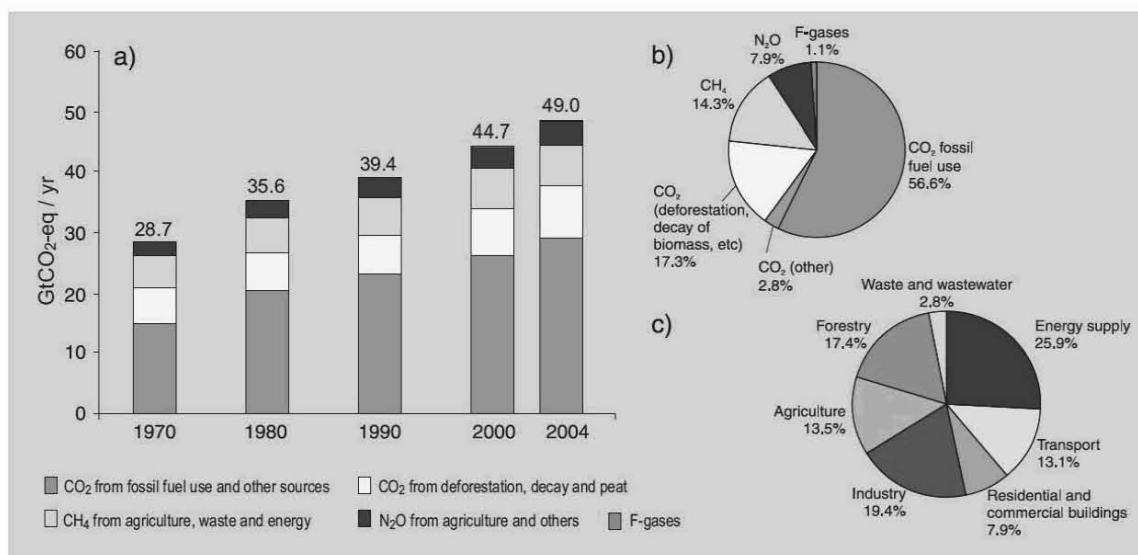 a)
60
50
40
30
20
10
0
GtCO₂-eq / yr
28.7
35.6
39.4
44.7
49.0
1970 1980 1990 2000 2004
CO₂ from fossil fuel use and other sources
CO₂ from deforestation, decay and peat
CH₄ from agriculture, waste and energy
N₂O from agriculture and others
F-gases
b)
F-gases
1.1%
N₂O
7.9%
CH₄
14.3%
CO₂
(deforestation,
decay of
biomass, etc)
17.3%
CO₂ (other)
2.8%
CO₂ fossil
fuel use
56.6%
c)
Waste and wastewater
2.8%
Forestry
17.4%
Agriculture
13.5%
Industry
19.4%
Residential and
commercial buildings
7.9%
Transport
13.1%
Energy supply
25.9%